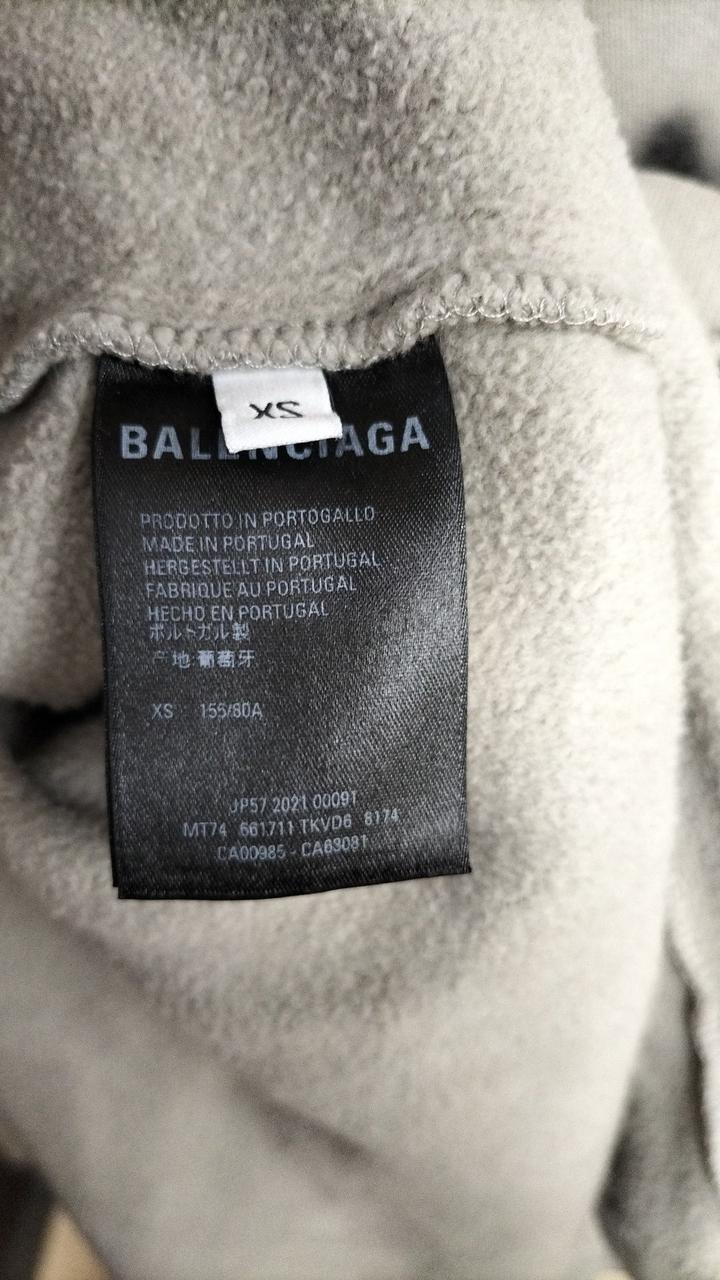 XS
BALENCIAGA
PRODOTTO IN PORTOGALLO
MADE IN PORTUGAL
HERGESTELLT IN PORTUGAL
FABRIQUE AU PORTUGAL
HECHO EN PORTUGAL
ポルトガル製
产地:葡萄牙
XS 155/80A
JP57 2021 00091
MT74 661711 TKVD6 8174
CA00985 - CA63081